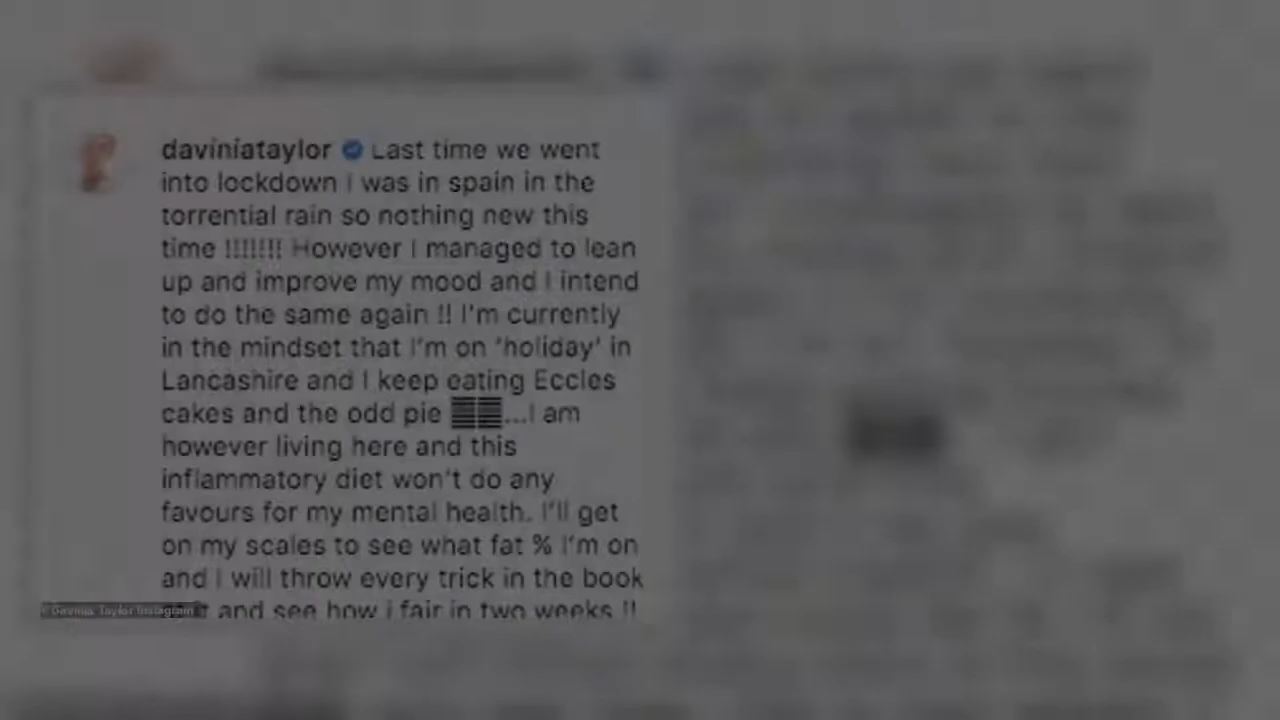 daviniataylor Last time we went
into lockdown I was in spain in the
torrential rain so nothing new this
time !!!!!!! However I managed to lean
up and improve my mood and I intend
to do the same again !! I'm currently
in the mindset that I'm on 'holiday' in
Lancashire and I keep eating Eccles
cakes and the odd pie ...I am
however living here and this
inflammatory diet won't do any
favours for my mental health. I'll get
on my scales to see what fat % I'm on
and I will throw every trick in the book
and see how i fair in two weeks !!
Davinia Taylor Instagram